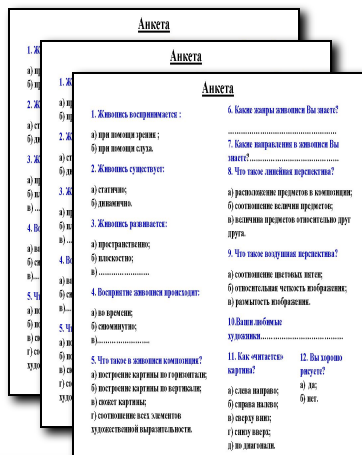 Анкета
Анкета
Анкета
1. Живопись воспринимается :
а) при помощи зрения ;
б) при помощи слуха.
2. Живопись существует:
а) статично;
б) динамично.
3. Живопись развивается:
а) пространственно;
б) плоскостно;
в) ........................
4. Восприятие живописи происходит:
а) во времени;
б) сиюминутно;
в)........................
5. Что такое в живописи композиция?
а) построение картины по горизонтали;
б) построение картины по вертикали;
в) сюжет картины;
г) соотношение всех элементов
художественной выразительности.
6. Какие жанры живописи Вы знаете?
....................................................
7. Какие направления в живописи Вы
знаете?...........................................
8. Что такое линейная перспектива?
а) расположение предметов в композиции;
б) соотношение величин предметов;
в) величина предметов относительно друг
друга.
9. Что такое воздушная перспектива?
а) соотношение цветовых пятен;
б) относительная четкость изображения;
в) размытость изображения.
10.Ваши любимые
художники.......................................
11. Как «читается»
картина?
а) слева направо;
б) справа налево;
в) сверху вниз;
г) снизу вверх;
д) по диагонали.
12. Вы хорошо
рисуете?
а) да;
б) нет.